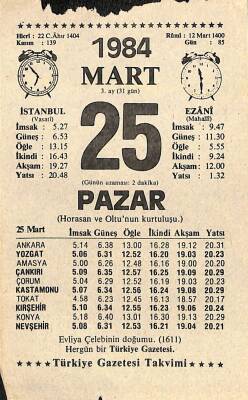 Hicrî : 22 C.Âhır 1404
Kasım : 139
1984
Rûmî : 12 Mart 1400
Gün : 85
MART
3. ay (31 gün)
İSTANBUL
(Vasatî)
İmsak : 5.27
Güneş : 6.53
Öğle : 13.15
İkindi : 16.43
Akşam : 19.27
Yatsı : 20.48
25
EZÂNÎ
(Mahallî)
İmsak : 9.47
Güneş : 11.30
Öğle : 5.55
İkindi : 9.24
Akşam : 12.00
Yatsı : 1.32
(Günün uzaması: 2 dakika)
PAZAR
(Horasan ve Oltu'nun kurtuluşu.)
25 Mart İmsak Güneş Öğle İkindi Akşam Yatsı
ANKARA 5.14 6.38 13.00 16.28 19.12 20.31
YOZGAT 5.06 6.31 12.52 16.20 19.03 20.23
AMASYA 5.00 6.26 12.48 16.16 19.00 20.20
ÇANKIRI 5.09 6.35 12.57 16.25 19.09 20.29
ÇORUM 5.04 6.29 12.52 16.19 19.03 20.23
KASTAMONU 5.07 6.34 12.56 16.24 19.08 20.29
TOKAT 4.58 6.23 12.45 16.13 18.57 20.17
KIRŞEHİR 5.10 6.34 12.55 16.23 19.06 20.24
KONYA 5.18 6.40 13.01 16.30 19.13 20.29
NEVŞEHİR 5.08 6.31 12.53 16.21 19.04 20.21
Evliya Çelebinin doğumu. (1611)
Hergün bir Türkiye Gazetesi.
★★★★ Türkiye Gazetesi Takvimi ★★★★